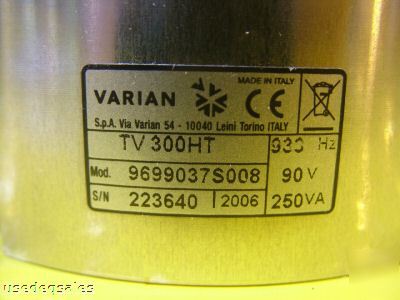 MADE IN ITALY
VARIAN CE
S.p.A. Via Varian 54 - 10040 Leini Torino ITALY
TV 300HT 933 Hz
Mod. 9699037S008 90 V
S/N 223640 2006 250VA
usedeqsales